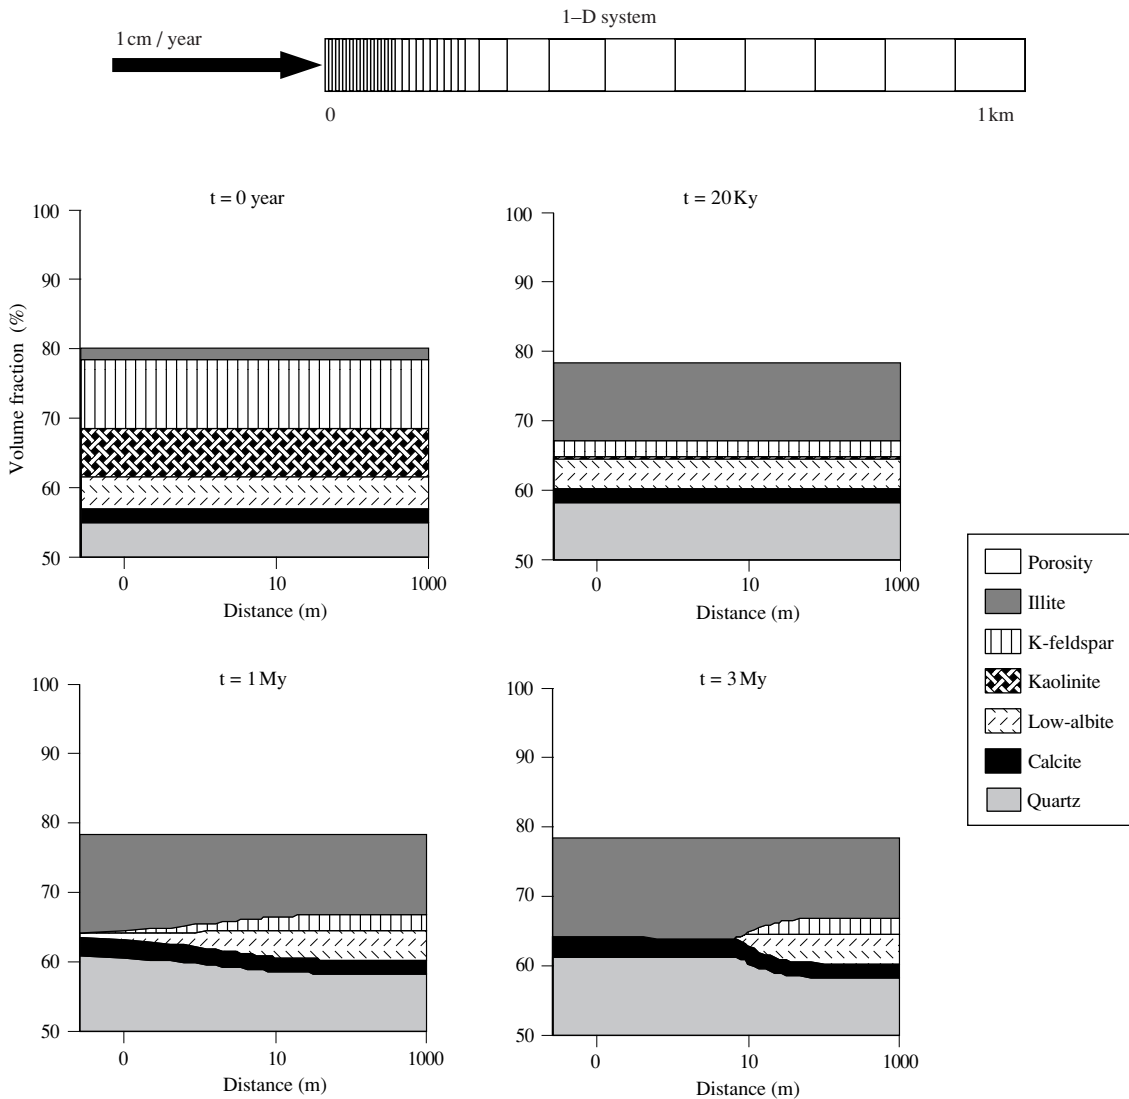 1–D system
1 cm / year
0
1 km
t = 0 year
100
90
80
70
60
50
Volume fraction (%)
0
10
1000
Distance (m)
t = 20 Ky
100
90
80
70
60
50
0
10
1000
Distance (m)
Porosity
Illite
K-feldspar
Kaolinite
Low-albite
Calcite
Quartz
t = 1 My
100
90
80
70
60
50
0
10
1000
Distance (m)
t = 3 My
100
90
80
70
60
50
0
10
1000
Distance (m)